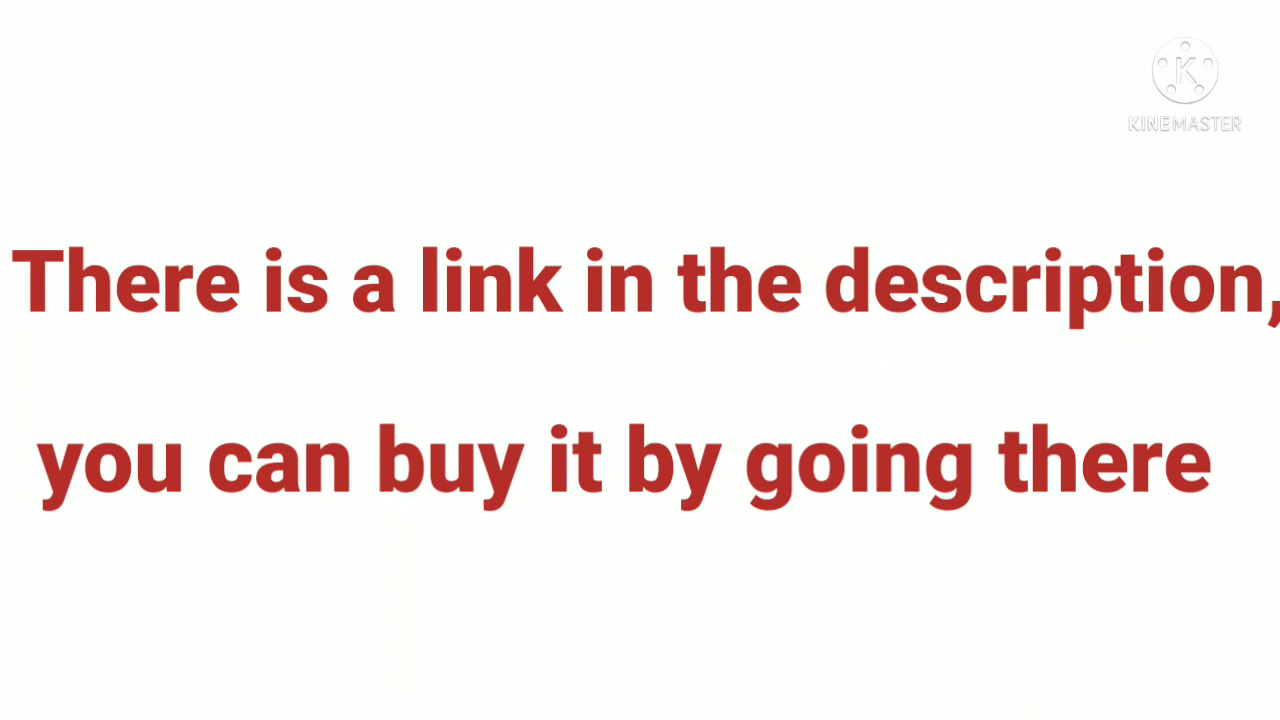 K
KINEMASTER
There is a link in the description,
you can buy it by going there